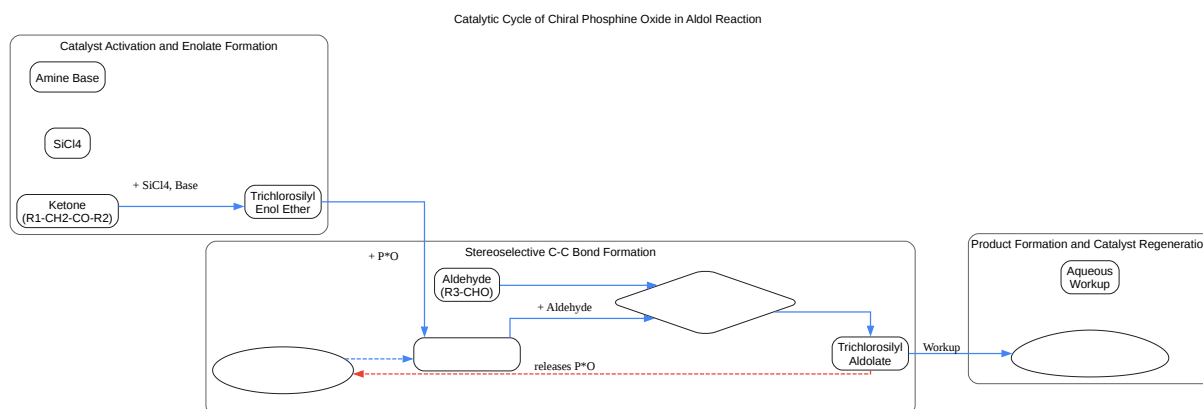 Catalytic Cycle of Chiral Phosphine Oxide in Aldol Reaction
Catalyst Activation and Enolate Formation
Amine Base
SiCl4
+ SiCl4, Base
Ketone
(R1-CH2-CO-R2)
Trichlorosilyl
Enol Ether
Stereoselective C-C Bond Formation
+ P*O
Aldehyde
(R3-CHO)
+ Aldehyde
Trichlorosilyl
Aldolate
releases P*O
Workup
Product Formation and Catalyst Regeneratio
Aqueous
Workup